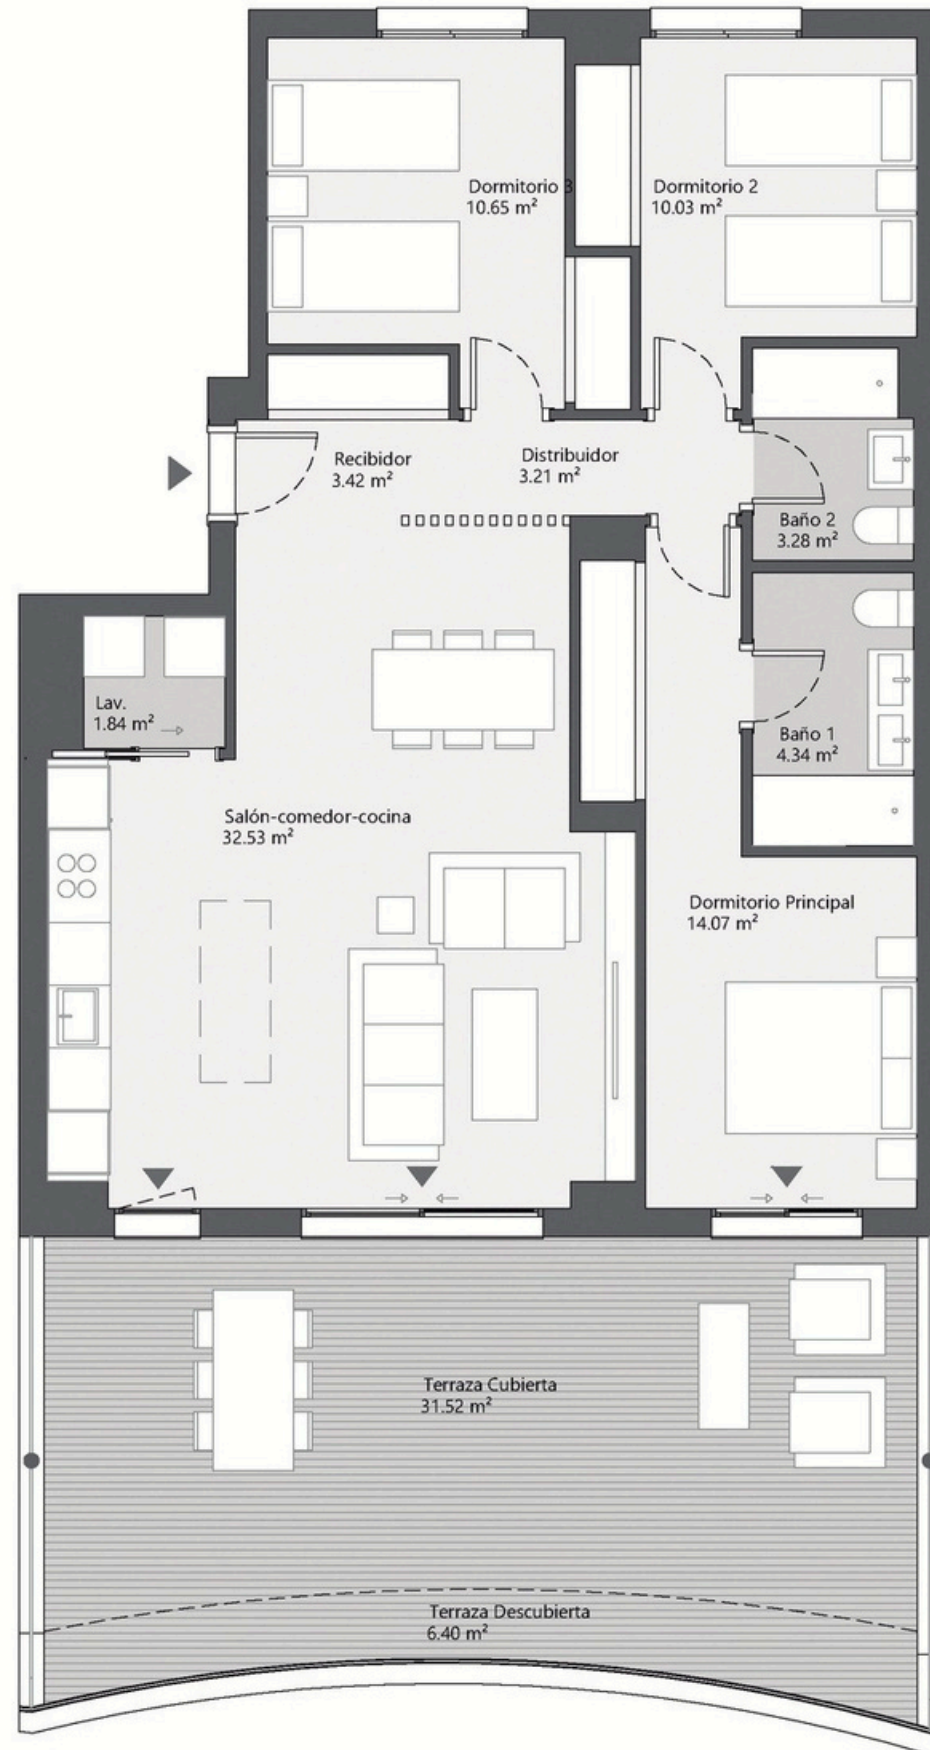 Dormitorio 3
10.65 m²
Dormitorio 2
10.03 m²
Recibidor
3.42 m²
Distribuidor
3.21 m²
Baño 2
3.28 m²
Lav.
1.84 m²
Baño 1
4.34 m²
Salón-comedor-cocina
32.53 m²
Dormitorio Principal
14.07 m²
Terraza Cubierta
31.52 m²
Terraza Descubierta
6.40 m²